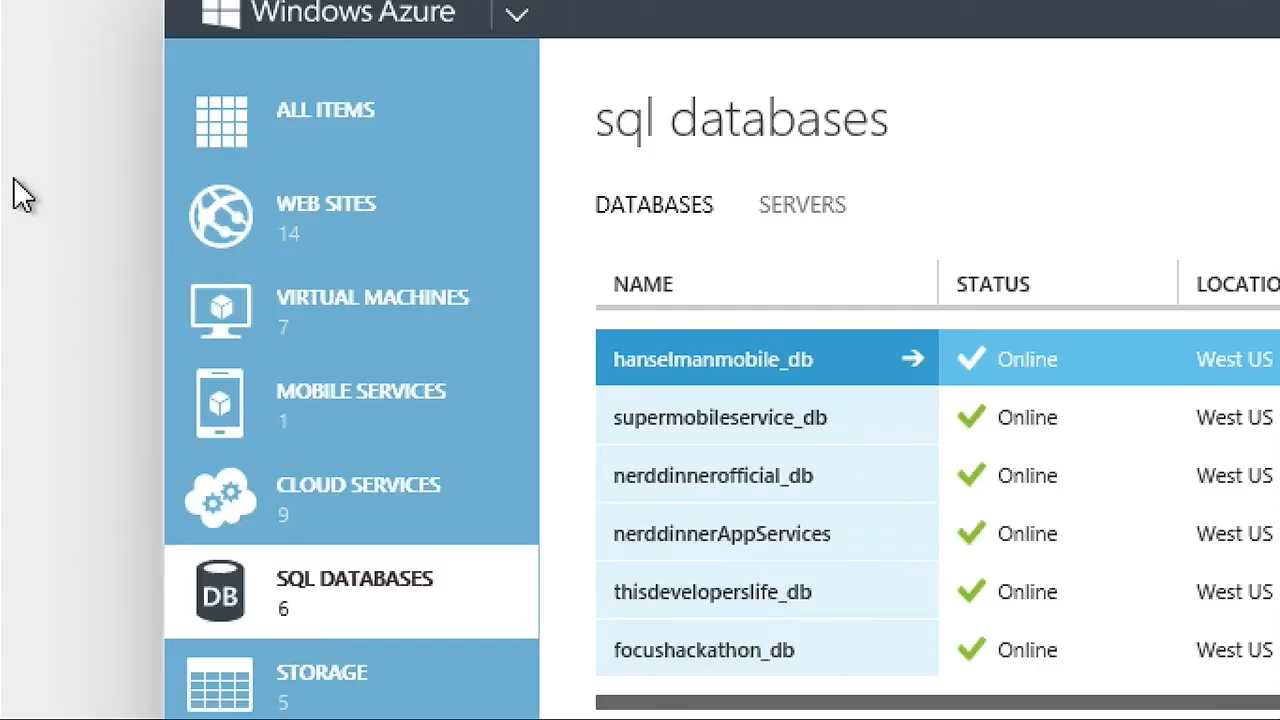 Windows Azure
ALL ITEMS
WEB SITES
14
VIRTUAL MACHINES
7
MOBILE SERVICES
1
CLOUD SERVICES
9
DB
SQL DATABASES
6
STORAGE
5
sql databases
DATABASES SERVERS
NAME STATUS LOCATIO
hanselmanmobile_db Online West US
supermobileservice_db Online West US
nerddinnerofficial_db Online West US
nerddinnerAppServices Online West US
thisdeveloperslife_db Online West US
focushackathon_db Online West US